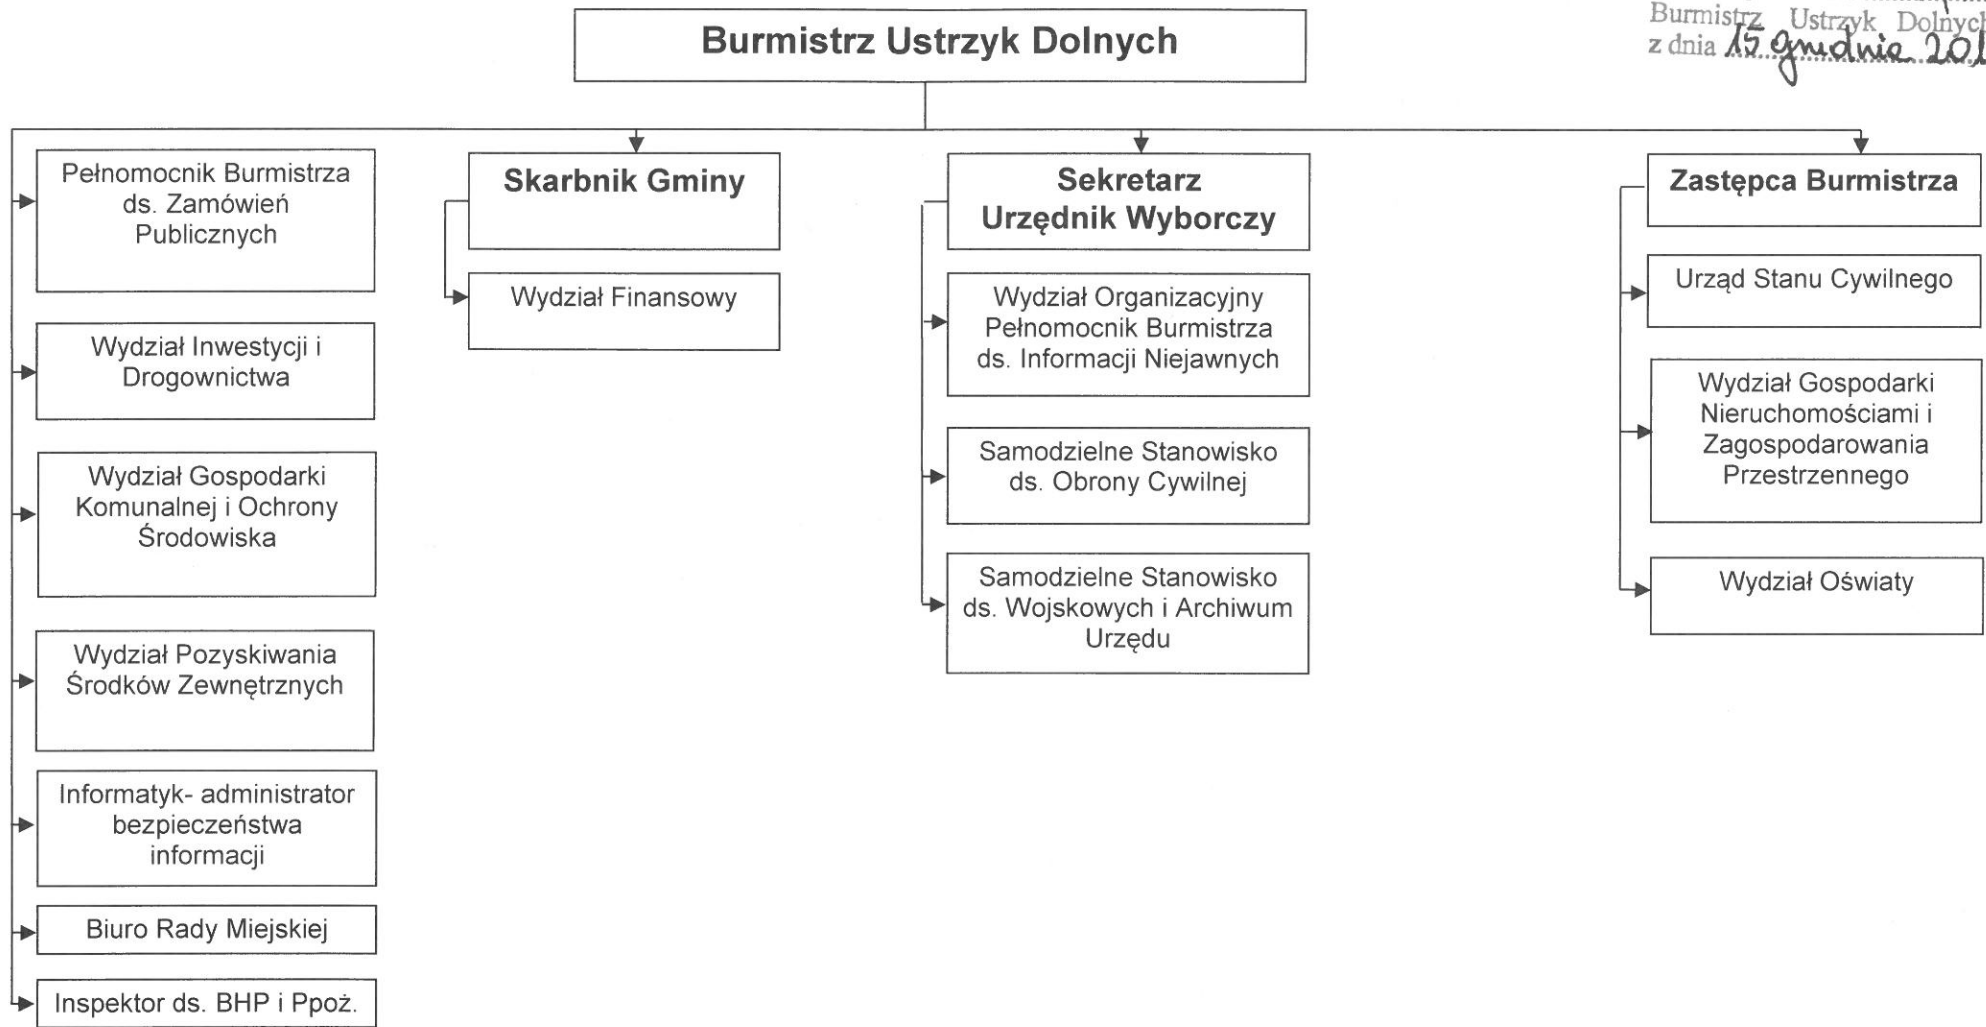 Burmistrz Ustrzyk Dolnych
Burmistrz Ustrzyk Dolnych
z dnia 15 grudnia 201
Pełnomocnik Burmistrza
ds. Zamówień
Publicznych
Wydział Inwestycji i
Drogownictwa
Wydział Gospodarki
Komunalnej i Ochrony
Środowiska
Wydział Pozyskiwania
Środków Zewnętrznych
Informatyk- administrator
bezpieczeństwa
informacji
Biuro Rady Miejskiej
Inspektor ds. BHP i Ppoż.
Skarbnik Gminy
Wydział Finansowy
Sekretarz
Urzędnik Wyborczy
Wydział Organizacyjny
Pełnomocnik Burmistrza
ds. Informacji Niejawnych
Samodzielne Stanowisko
ds. Obrony Cywilnej
Samodzielne Stanowisko
ds. Wojskowych i Archiwum
Urzędu
Zastępca Burmistrza
Urząd Stanu Cywilnego
Wydział Gospodarki
Nieruchomościami i
Zagospodarowania
Przestrzennego
Wydział Oświaty